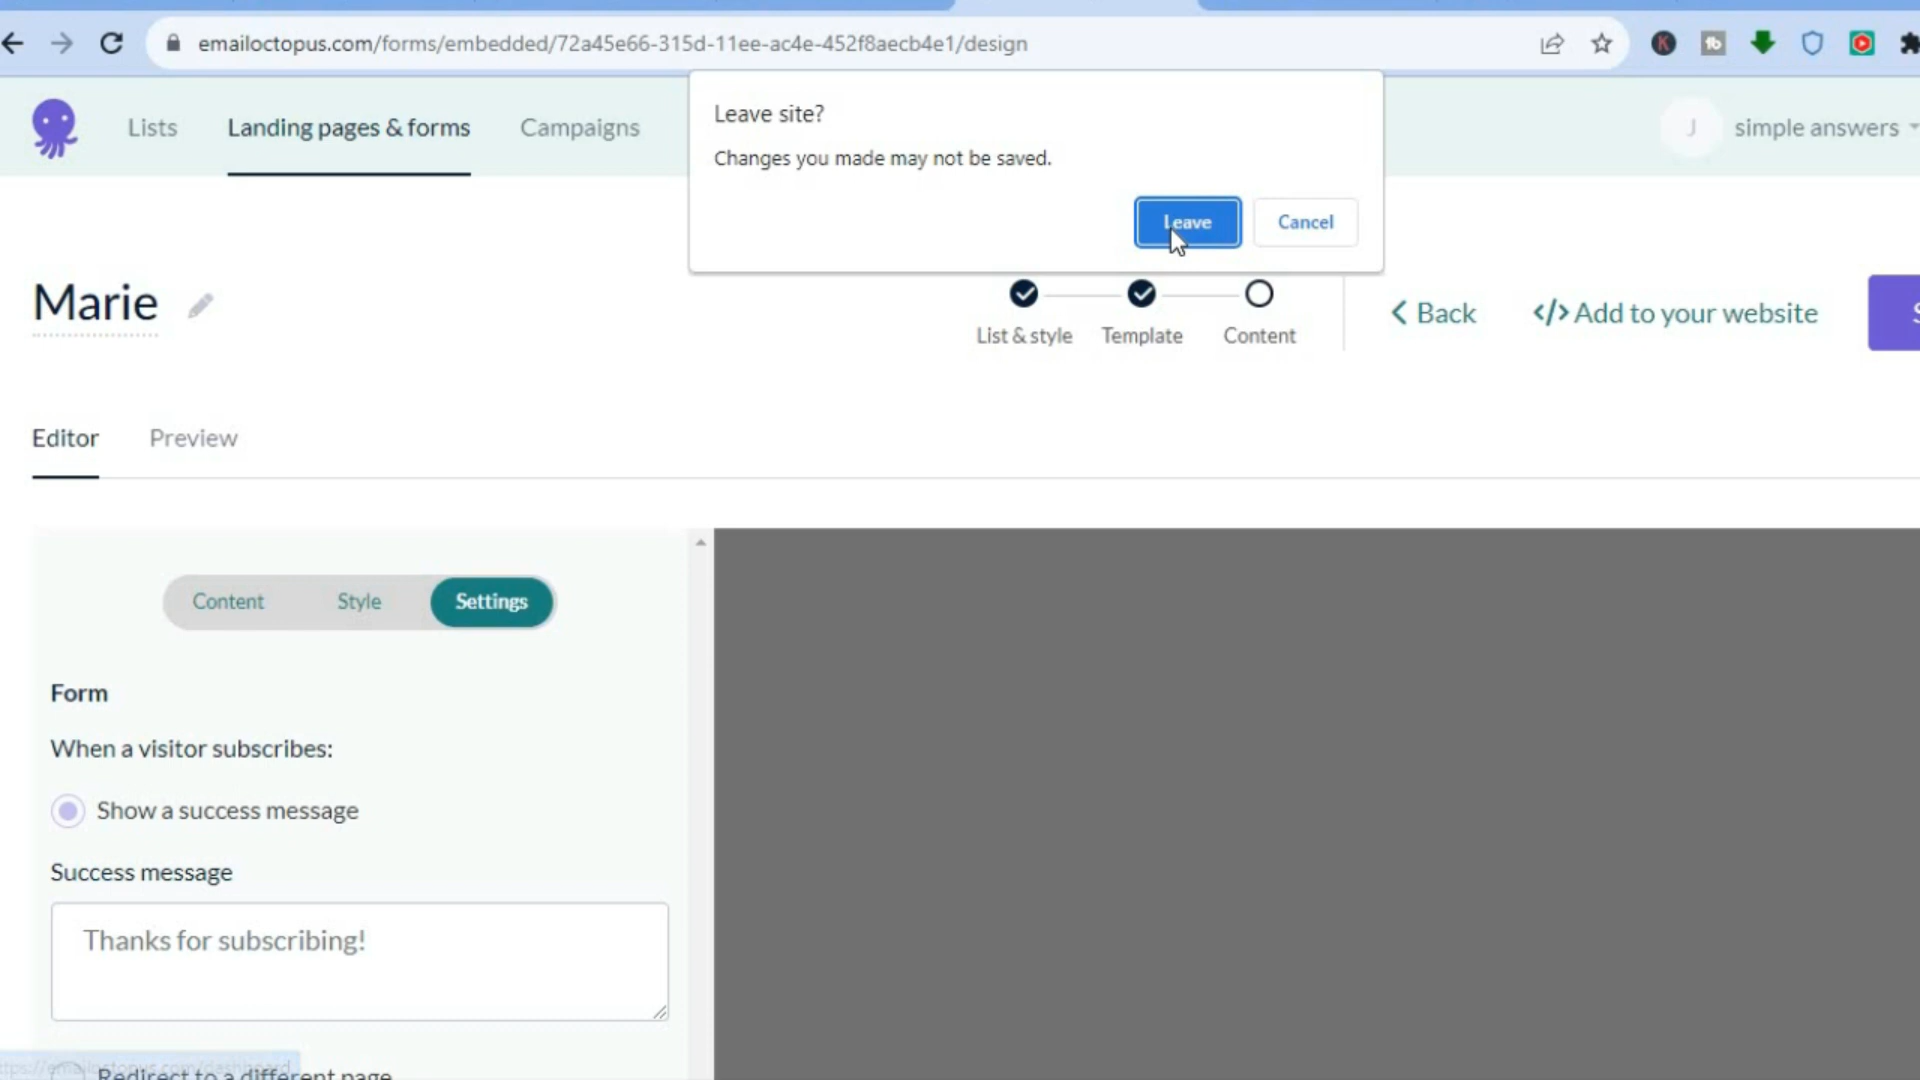 emailoctopus.com/forms/embedded/72a45e66-315d-11ee-ac4e-452f8aecb4e1/design
Leave site?
Changes you made may not be saved.
Leave
Cancel
Lists
Landing pages & forms
Campaigns
J
simple answers
Marie
List & style
Template
Content
Back
</> Add to your website
Editor
Preview
Content
Style
Settings
Form
When a visitor subscribes:
Show a success message
Success message
Thanks for subscribing!
Redirect to a different page